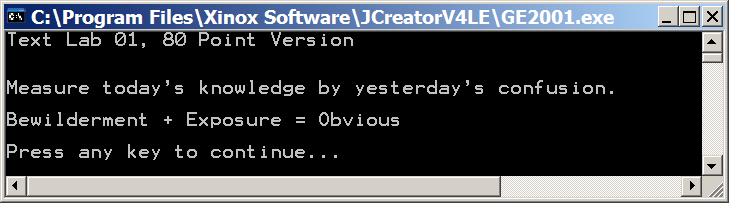 C:\Program Files\Xinox Software\JCreatorV4LE\GE2001.exe
Text Lab 01, 80 Point Version
Measure today's knowledge by yesterday's confusion.
Bewilderment + Exposure = Obvious
Press any key to continue...